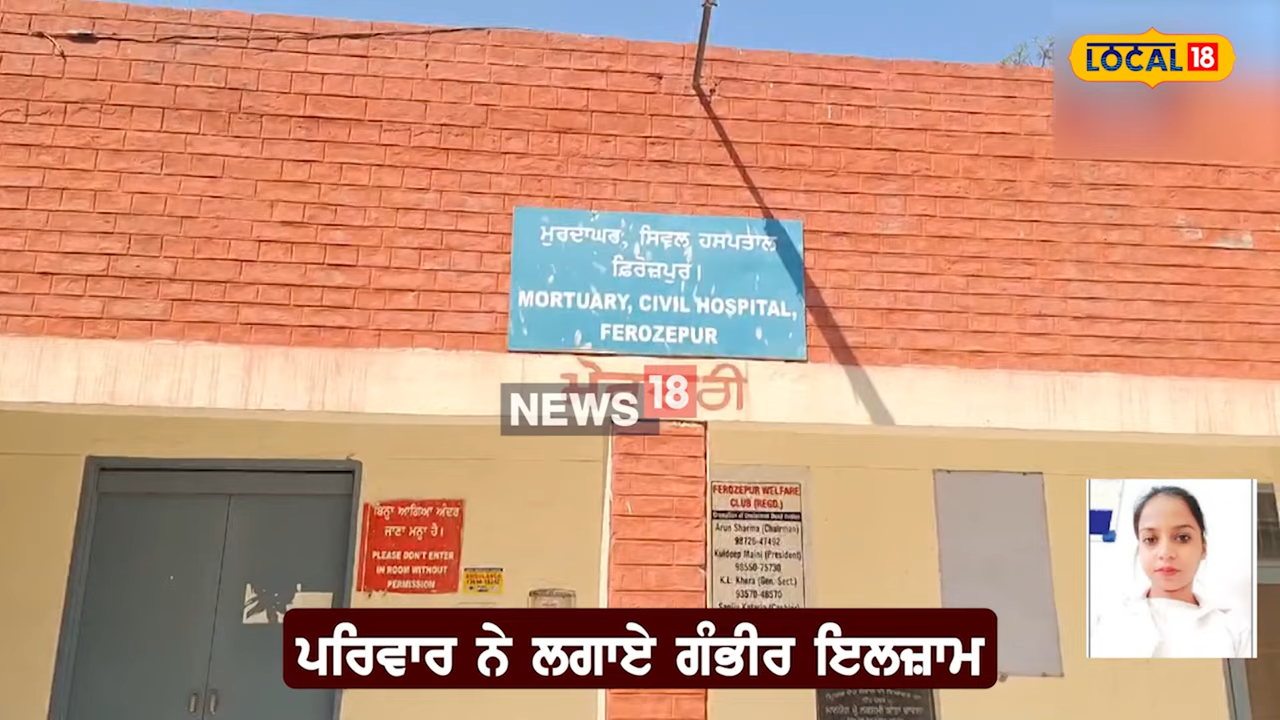 LOCAL 18
ਮੁਰਦਾਘਰ, ਸਿਵਲ ਹਸਪਤਾਲ
ਫ਼ਿਰੋਜ਼ਪੁਰ।
MORTUARY, CIVIL HOSPITAL,
FEROZEPUR
NEWS 18
ਬਿਨ੍ਹਾ ਆਗਿਆ ਅੰਦਰ
ਜਾਣਾ ਮਨ੍ਹਾ ਹੈ।
PLEASE DON'T ENTER
IN ROOM WITHOUT
PERMISSION
FEROZEPUR WELFARE
CLUB (REGD.)
Arun Sharma (Chairman)
Kuldeep Maini (President)
98550-75730
K.L. Khera (Gen. Sect.)
93570-48570
ਪਰਿਵਾਰ ਨੇ ਲਗਾਏ ਗੰਭੀਰ ਇਲਜ਼ਾਮ